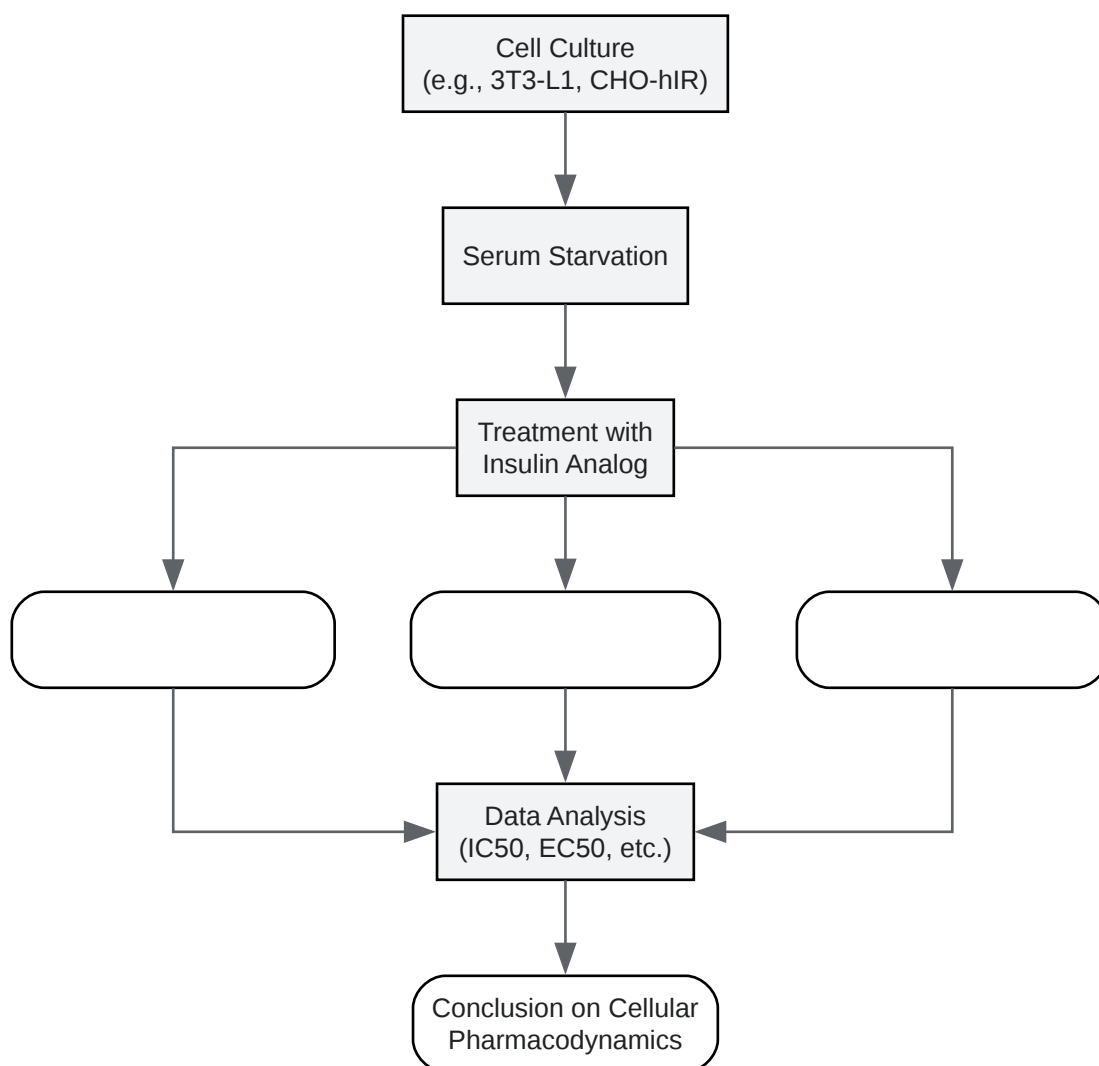 Cell Culture
(e.g., 3T3-L1, CHO-hIR)
Serum Starvation
Treatment with
Insulin Analog
Data Analysis
(IC50, EC50, etc.)
Conclusion on Cellular
Pharmacodynamics